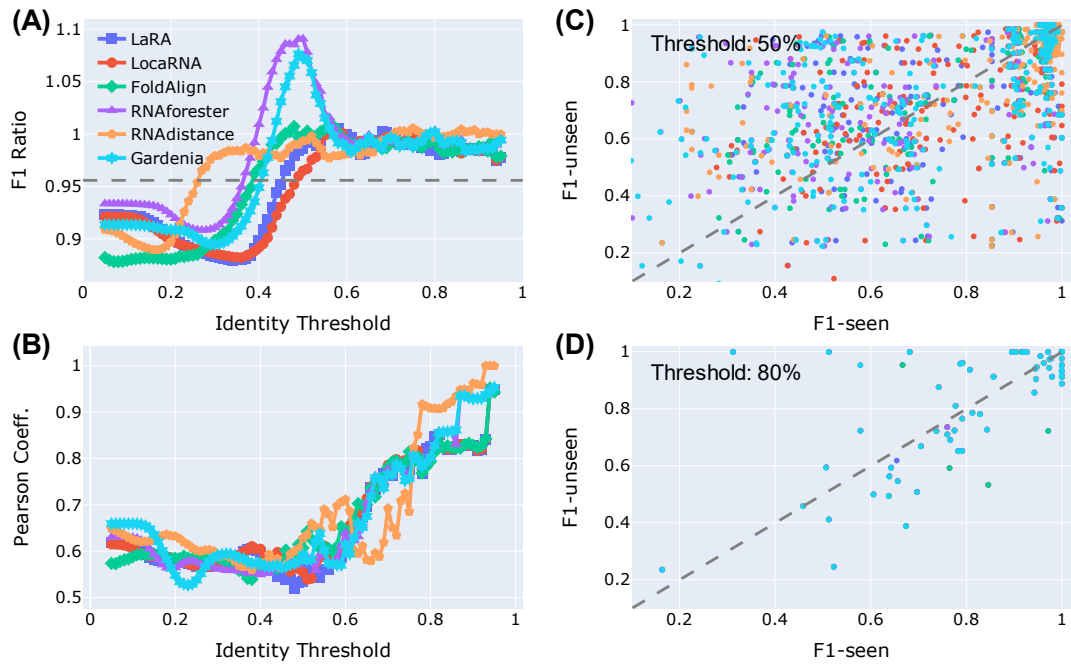 (A)
1.1
1.05
1
0.95
0.9
F1 Ratio
LaRA
LocaRNA
FoldAlign
RNAforester
RNAdistance
Gardenia
0
0.2
0.4
0.6
0.8
1
Identity Threshold
(C)
Threshold: 50%
1
0.8
0.6
0.4
0.2
F1-unseen
0.2
0.4
0.6
0.8
1
F1-seen
(B)
1
0.9
0.8
0.7
0.6
0.5
Pearson Coeff.
0
0.2
0.4
0.6
0.8
1
Identity Threshold
(D)
Threshold: 80%
1
0.8
0.6
0.4
0.2
F1-unseen
0.2
0.4
0.6
0.8
1
F1-seen